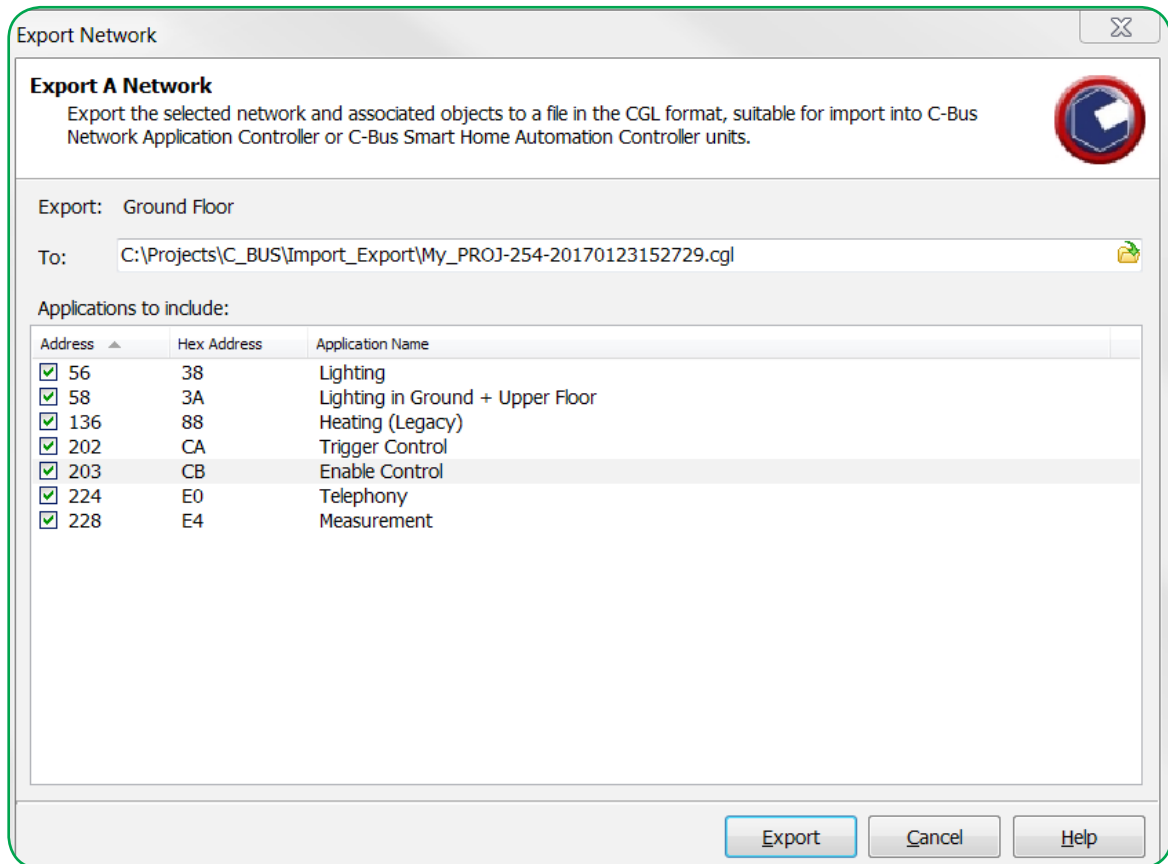 Export Network
Export A Network
Export the selected network and associated objects to a file in the CGL format, suitable for import into C-Bus
Network Application Controller or C-Bus Smart Home Automation Controller units.
Export: Ground Floor
To: C:\Projects\C_BUS\Import_Export\My_PROJ-254-20170123152729.cgl
Applications to include:
Address Hex Address Application Name
56 38 Lighting
58 3A Lighting in Ground + Upper Floor
136 88 Heating (Legacy)
202 CA Trigger Control
203 CB Enable Control
224 E0 Telephony
228 E4 Measurement
Export Cancel Help